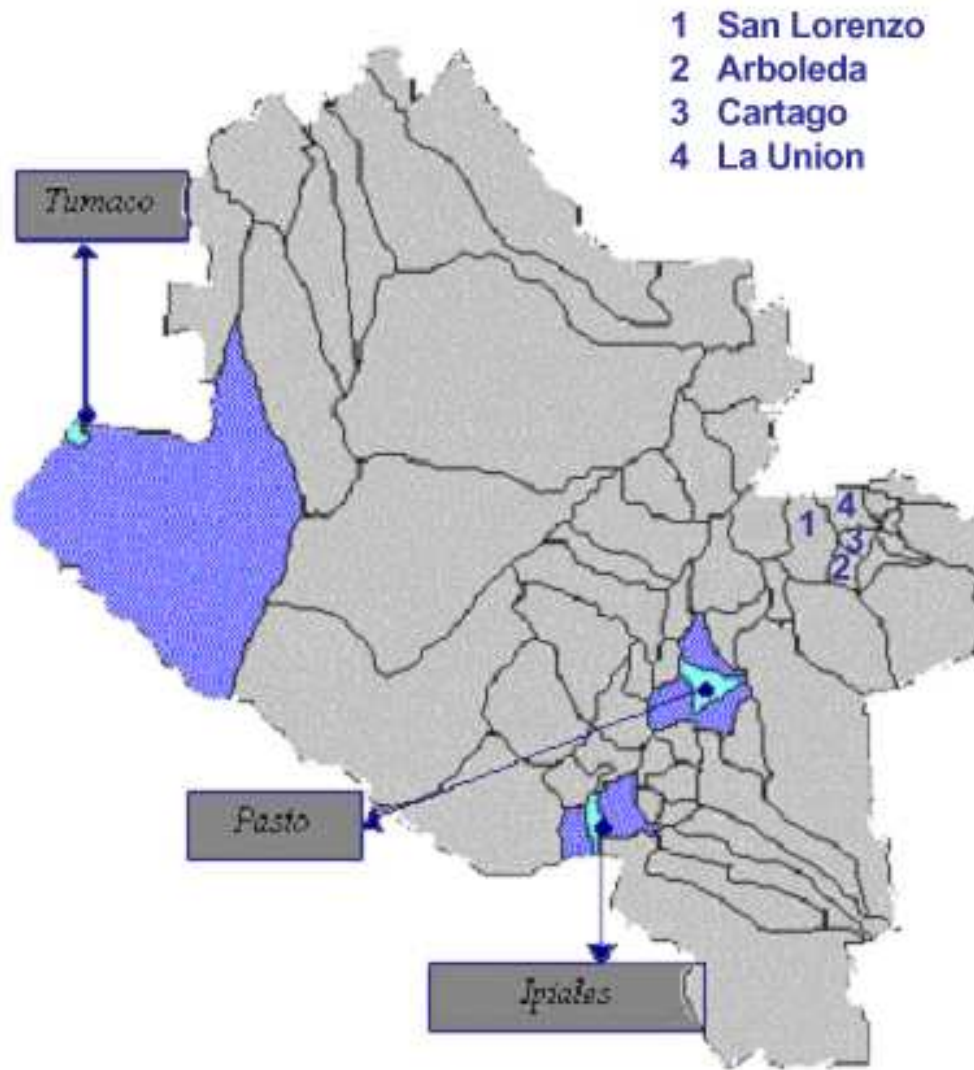 1 San Lorenzo
2 Arboleda
3 Cartago
4 La Union
Tumaco
4
1
3
2
Pasto
Ipiales